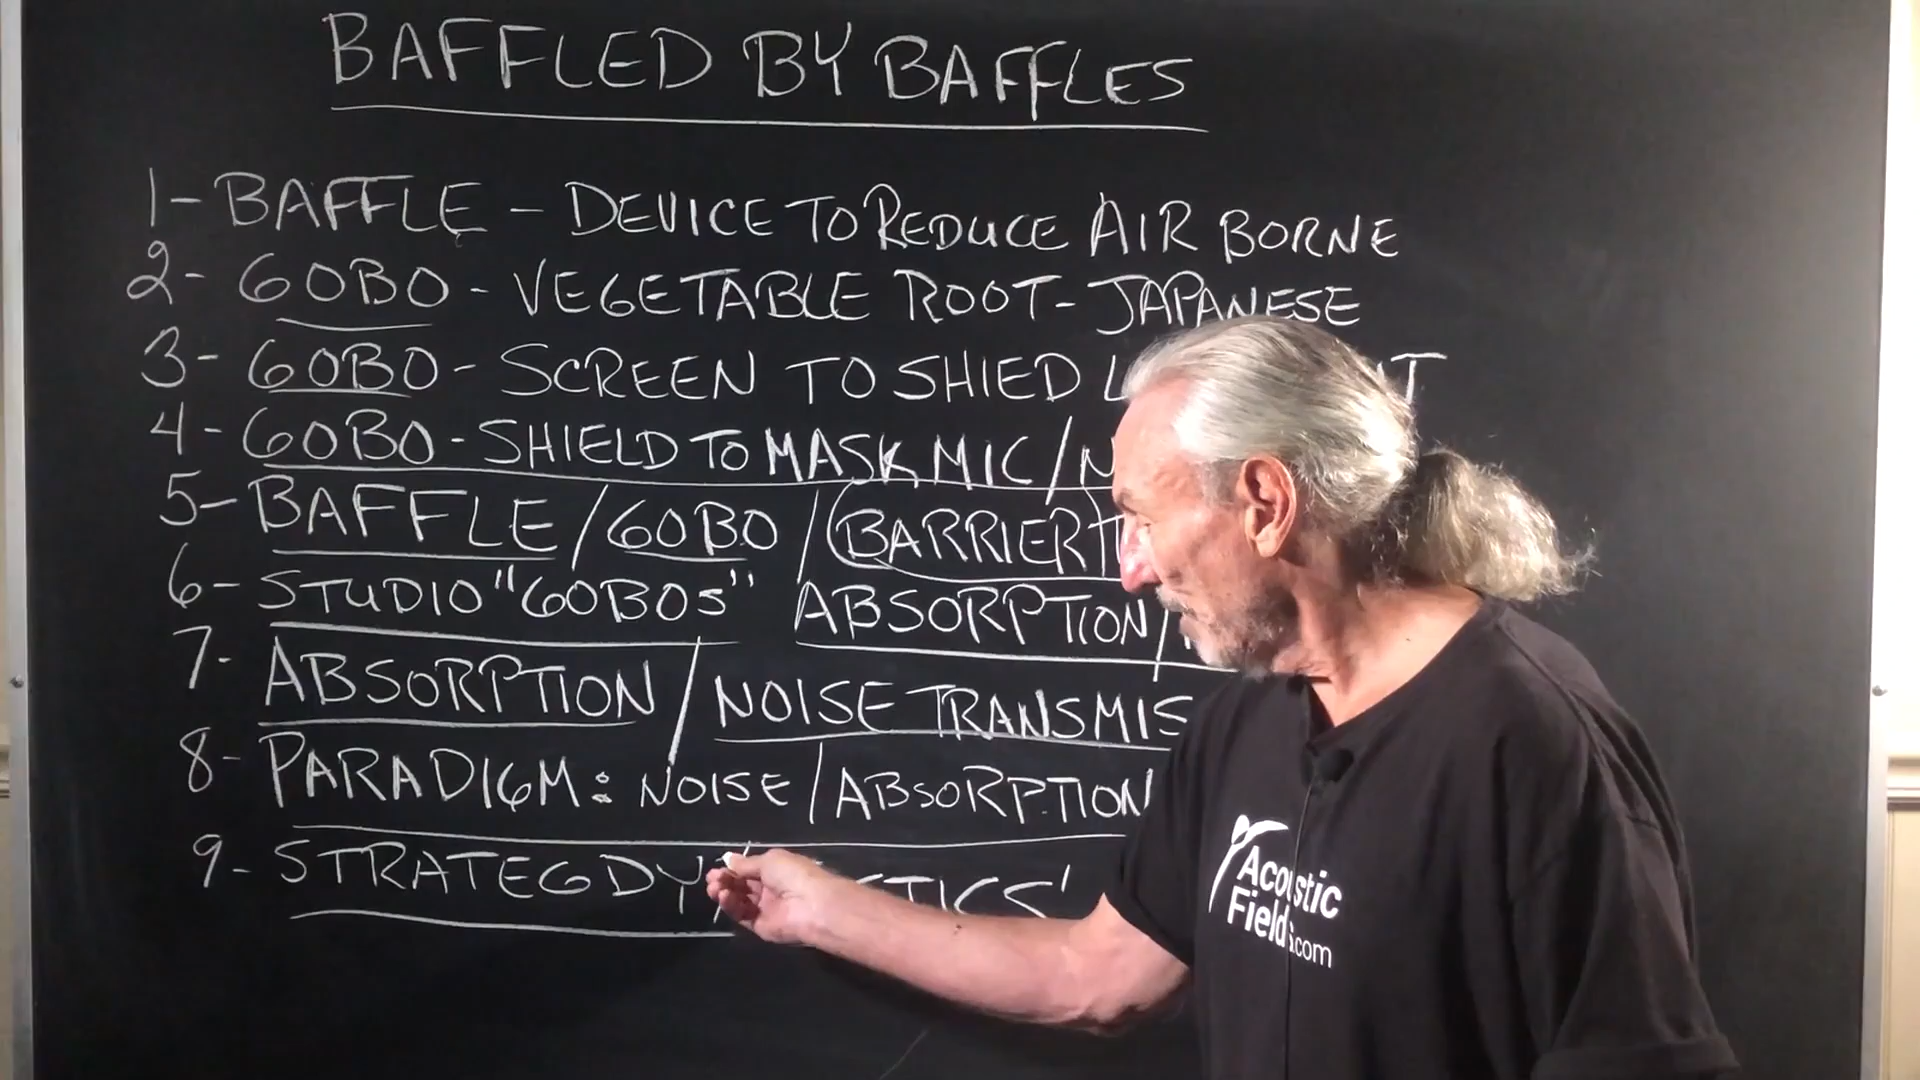 BAFFLED BY BAFFLES
1- BAFFLE - DEVICE TO REDUCE AIR BORNE
2- GOBO - VEGETABLE ROOT - JAPANESE
3- GOBO - SCREEN TO SHIED
4- GOBO - SHIELD TO MASK MIC /
5- BAFFLE / GOBO / BARRIER
6- STUDIO "GOBOS" ABSORPTION /
7- ABSORPTION / NOISE TRANSMIS
8- PARADIGM: NOISE / ABSORPTION
9- STRATEGDY /
Acoustic
Fields.com